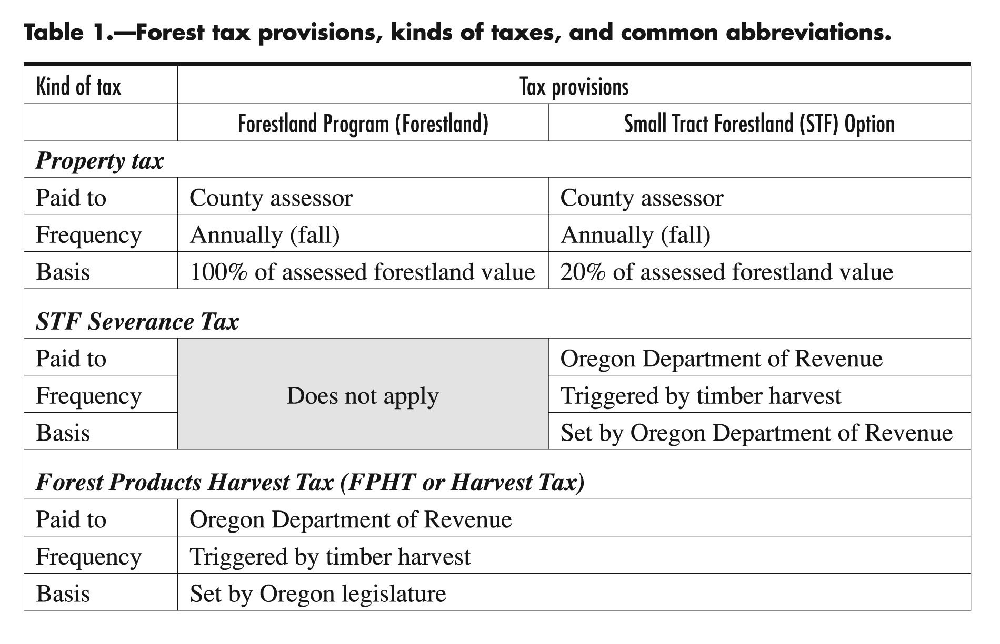 Table 1.—Forest tax provisions, kinds of taxes, and common abbreviations.
Kind of tax Tax provisions
Forestland Program (Forestland) Small Tract Forestland (STF) Option
Property tax
Paid to County assessor County assessor
Frequency Annually (fall) Annually (fall)
Basis 100% of assessed forestland value 20% of assessed forestland value
STF Severance Tax
Paid to Oregon Department of Revenue
Frequency Does not apply Triggered by timber harvest
Basis Set by Oregon Department of Revenue
Forest Products Harvest Tax (FPHT or Harvest Tax)
Paid to Oregon Department of Revenue
Frequency Triggered by timber harvest
Basis Set by Oregon legislature